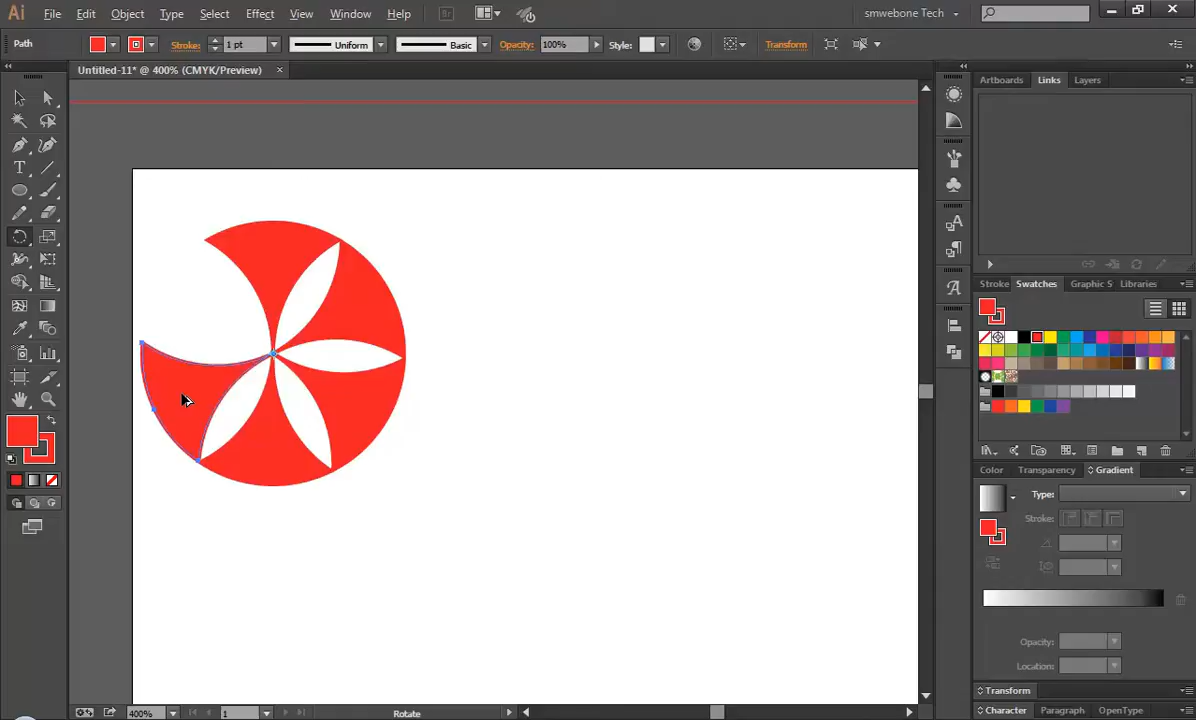 Ai File Edit Object Type Select Effect View Window Help Br smwebone Tech
Path Stroke: 1 pt Uniform Basic Opacity: 100% Style: Transform
Untitled-11* @ 400% (CMYK/Preview) ×
Artboards Links Layers
Stroke Swatches Graphic S Libraries
Color Transparency Gradient
Type:
Stroke:
Opacity:
Location:
Transform
Character Paragraph OpenType
400% 1 Rotate